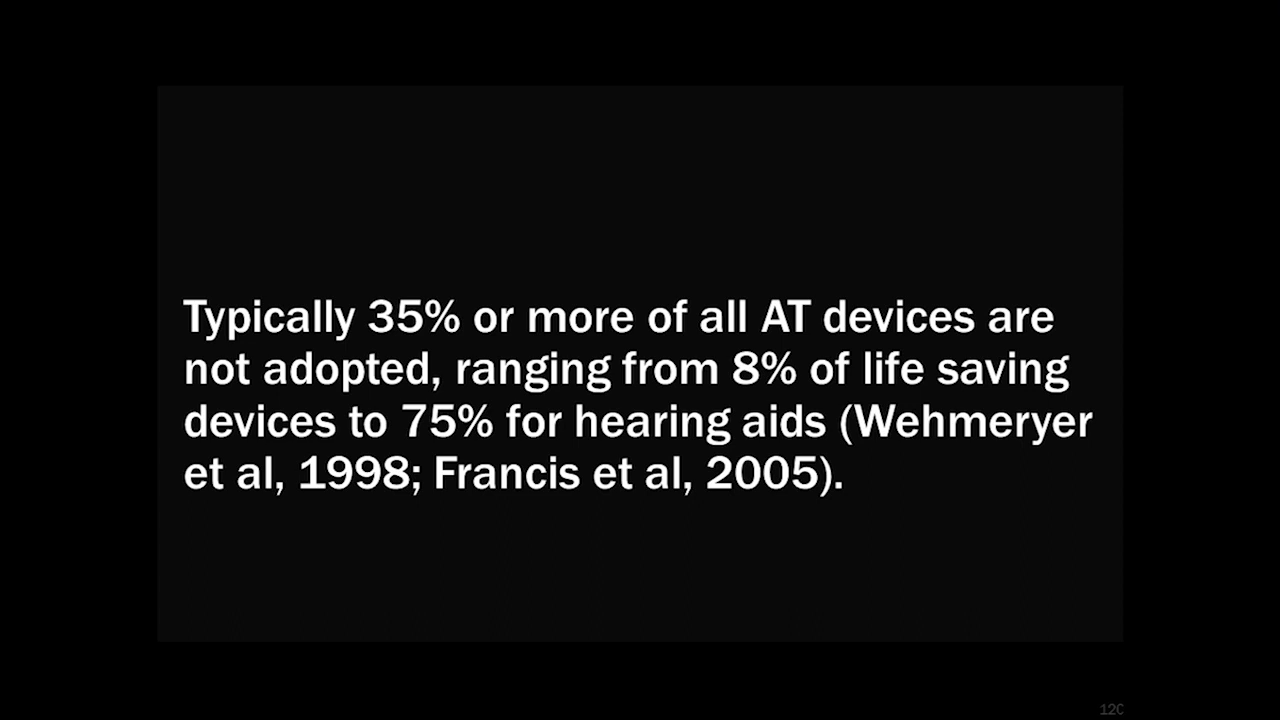 Typically 35% or more of all AT devices are
not adopted, ranging from 8% of life saving
devices to 75% for hearing aids (Wehmeryer
et al, 1998; Francis et al, 2005).